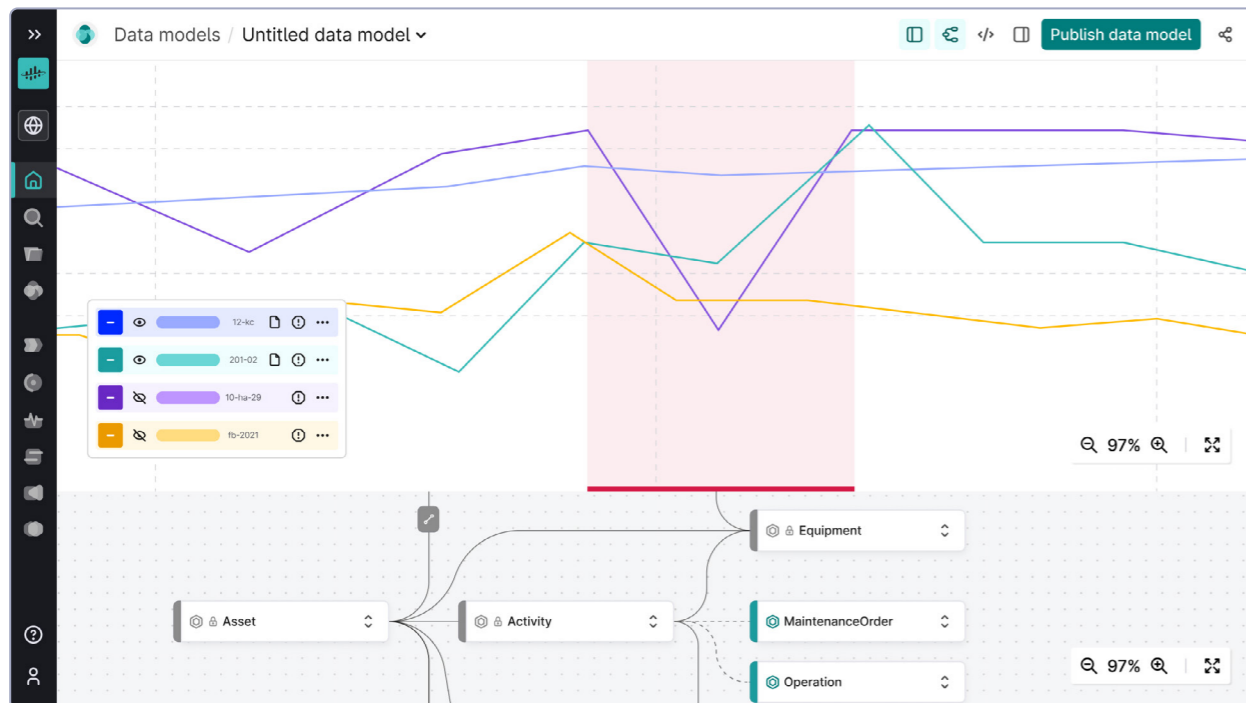 Data models / Untitled data model
Publish data model
12-kc
201-02
10-ha-29
fb-2021
97%
Equipment
Asset
Activity
MaintenanceOrder
97%
Operation